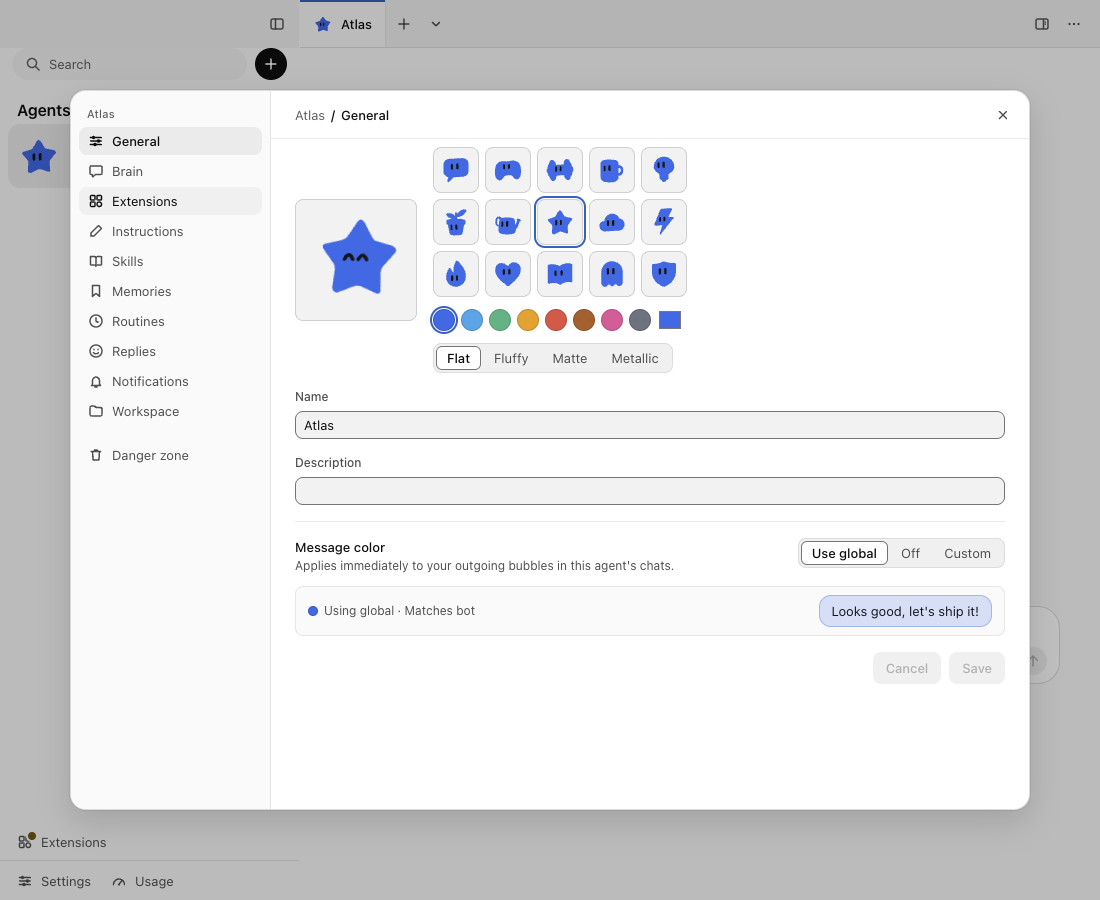 Atlas
Search
Agents
Atlas
General
Brain
Extensions
Instructions
Skills
Memories
Routines
Replies
Notifications
Workspace
Danger zone
Atlas / General
Flat Fluffy Matte Metallic
Name
Atlas
Description
Message color
Applies immediately to your outgoing bubbles in this agent's chats.
Use global Off Custom
Using global · Matches bot
Looks good, let's ship it!
Cancel Save
Extensions
Settings Usage